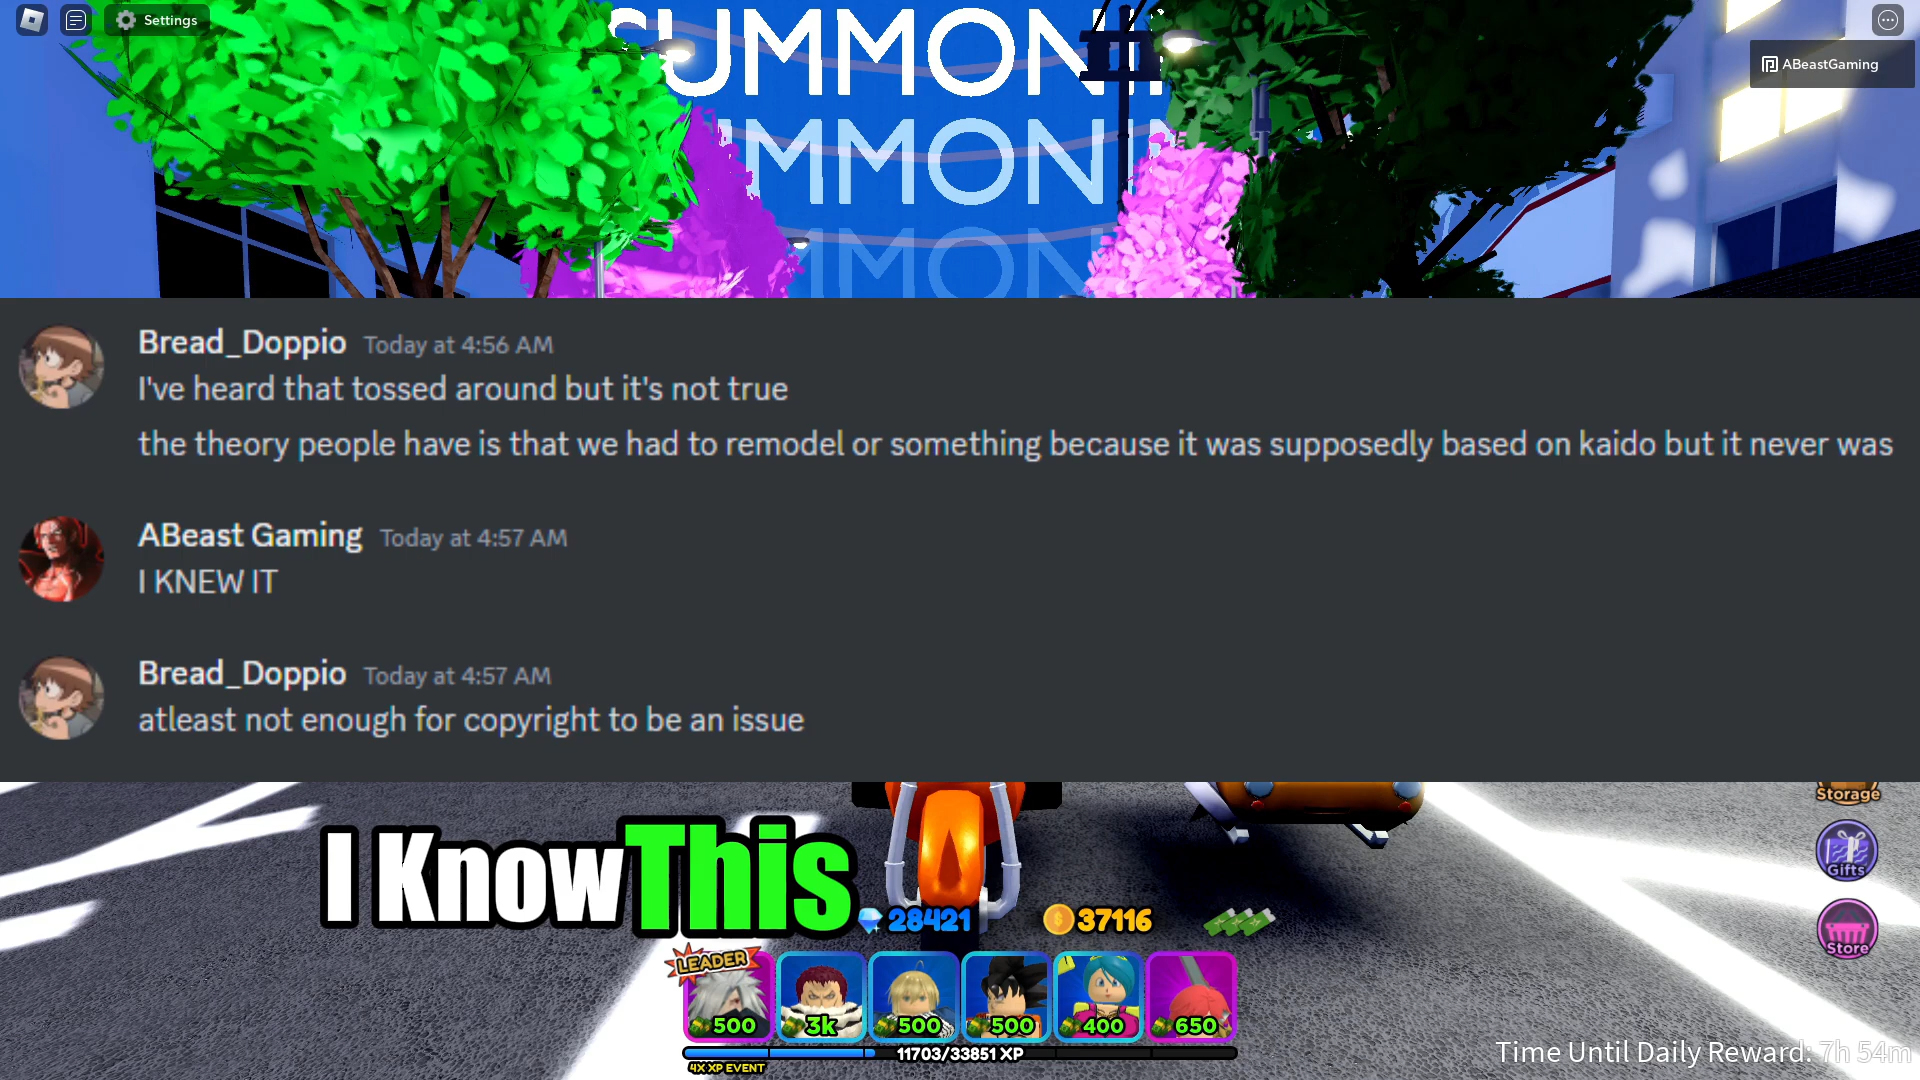 Settings
SUMMON
ABeastGaming
UMMON
MMON
Bread_Doppio Today at 4:56 AM
I've heard that tossed around but it's not true
the theory people have is that we had to remodel or something because it was supposedly based on kaido but it never was
ABeast Gaming Today at 4:57 AM
I KNEW IT
Bread_Doppio Today at 4:57 AM
atleast not enough for copyright to be an issue
Storage
I Know This
Gifts
28421 37116
Store
LEADER
500 3k 500 500 400 650
11703/33851 XP
4X XP EVENT
Time Until Daily Reward: 7h 54m